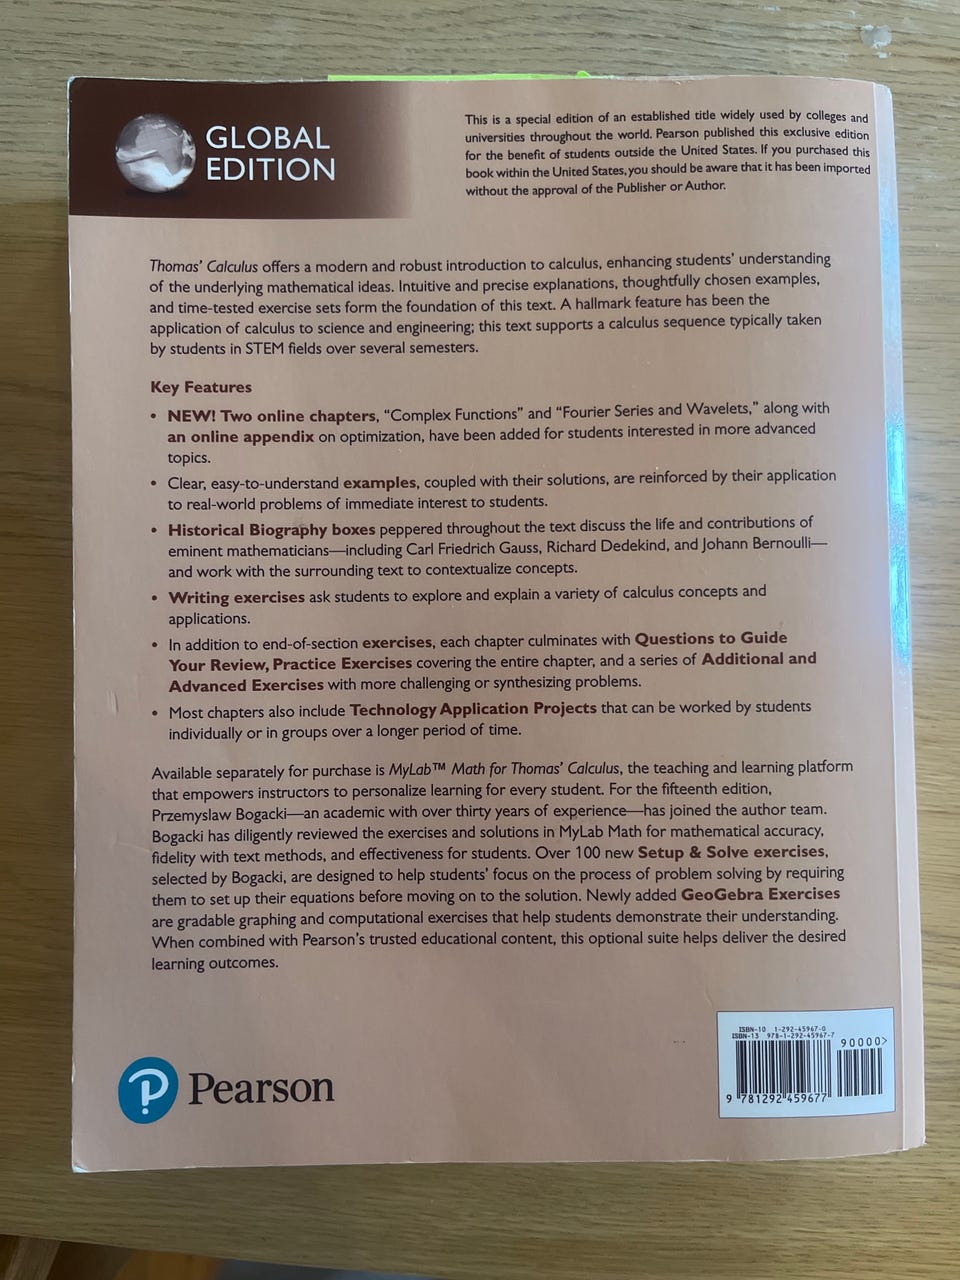 GLOBAL
EDITION
This is a special edition of an established title widely used by colleges and
universities throughout the world. Pearson published this exclusive edition
for the benefit of students outside the United States. If you purchased this
book within the United States, you should be aware that it has been imported
without the approval of the Publisher or Author.
Thomas' Calculus offers a modern and robust introduction to calculus, enhancing students' understanding
of the underlying mathematical ideas. Intuitive and precise explanations, thoughtfully chosen examples,
and time-tested exercise sets form the foundation of this text. A hallmark feature has been the
application of calculus to science and engineering; this text supports a calculus sequence typically taken
by students in STEM fields over several semesters.
Key Features
• NEW! Two online chapters, “Complex Functions” and “Fourier Series and Wavelets,” along with
an online appendix on optimization, have been added for students interested in more advanced
topics.
• Clear, easy-to-understand examples, coupled with their solutions, are reinforced by their application
to real-world problems of immediate interest to students.
• Historical Biography boxes peppered throughout the text discuss the life and contributions of
eminent mathematicians—including Carl Friedrich Gauss, Richard Dedekind, and Johann Bernoulli—
and work with the surrounding text to contextualize concepts.
• Writing exercises ask students to explore and explain a variety of calculus concepts and
applications.
• In addition to end-of-section exercises, each chapter culminates with Questions to Guide
Your Review, Practice Exercises covering the entire chapter, and a series of Additional and
Advanced Exercises with more challenging or synthesizing problems.
• Most chapters also include Technology Application Projects that can be worked by students
individually or in groups over a longer period of time.
Available separately for purchase is MyLab™ Math for Thomas' Calculus, the teaching and learning platform
that empowers instructors to personalize learning for every student. For the fifteenth edition,
Przemyslaw Bogacki—an academic with over thirty years of experience—has joined the author team.
Bogacki has diligently reviewed the exercises and solutions in MyLab Math for mathematical accuracy,
fidelity with text methods, and effectiveness for students. Over 100 new Setup & Solve exercises,
selected by Bogacki, are designed to help students' focus on the process of problem solving by requiring
them to set up their equations before moving on to the solution. Newly added GeoGebra Exercises
are gradable graphing and computational exercises that help students demonstrate their understanding.
When combined with Pearson's trusted educational content, this optional suite helps deliver the desired
learning outcomes.
P Pearson
ISBN-10 1-292-45967-0
ISBN-13 978-1-292-45967-7
90000>
9 781292 459677